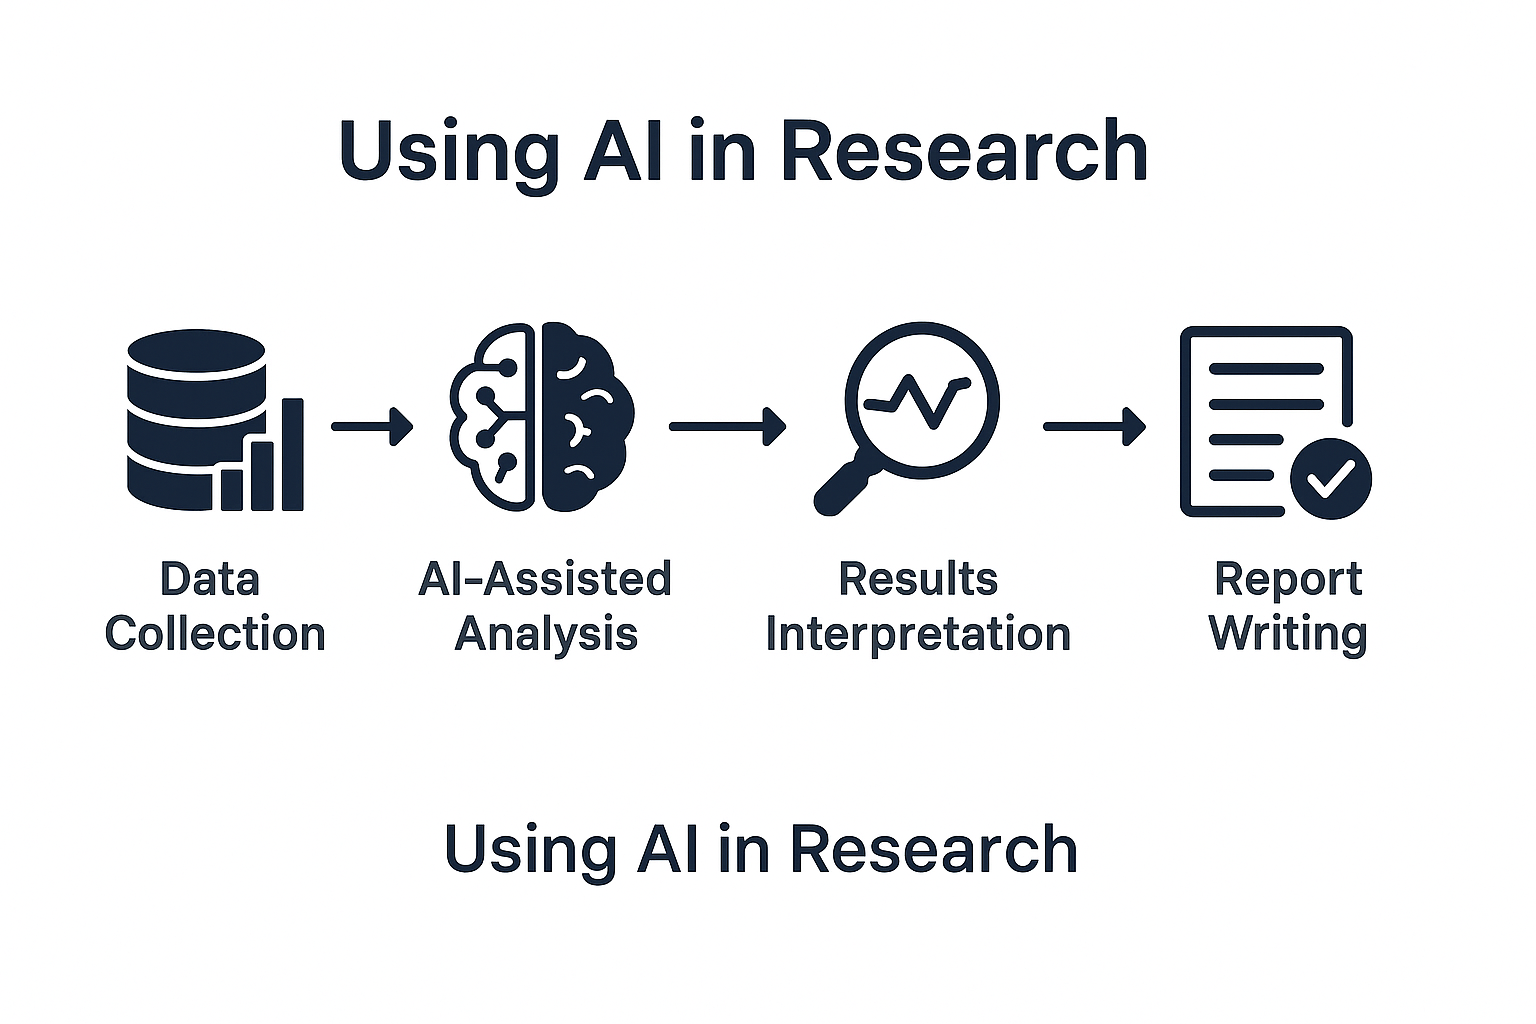 Using AI in Research
Data
Collection
AI-Assisted
Analysis
Results
Interpretation
Report
Writing
Using AI in Research